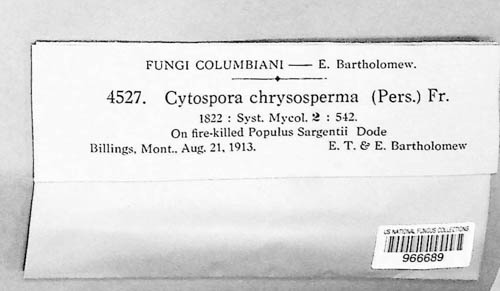 FUNGI COLUMBIANI — E. Bartholomew.
4527. Cytospora chrysosperma (Pers.) Fr.
1822 : Syst. Mycol. 2 : 542.
On fire-killed Populus Sargentii Dode
Billings, Mont., Aug. 21, 1913. E. T. & E. Bartholomew
US NATIONAL FUNGUS COLLECTIONS
966689